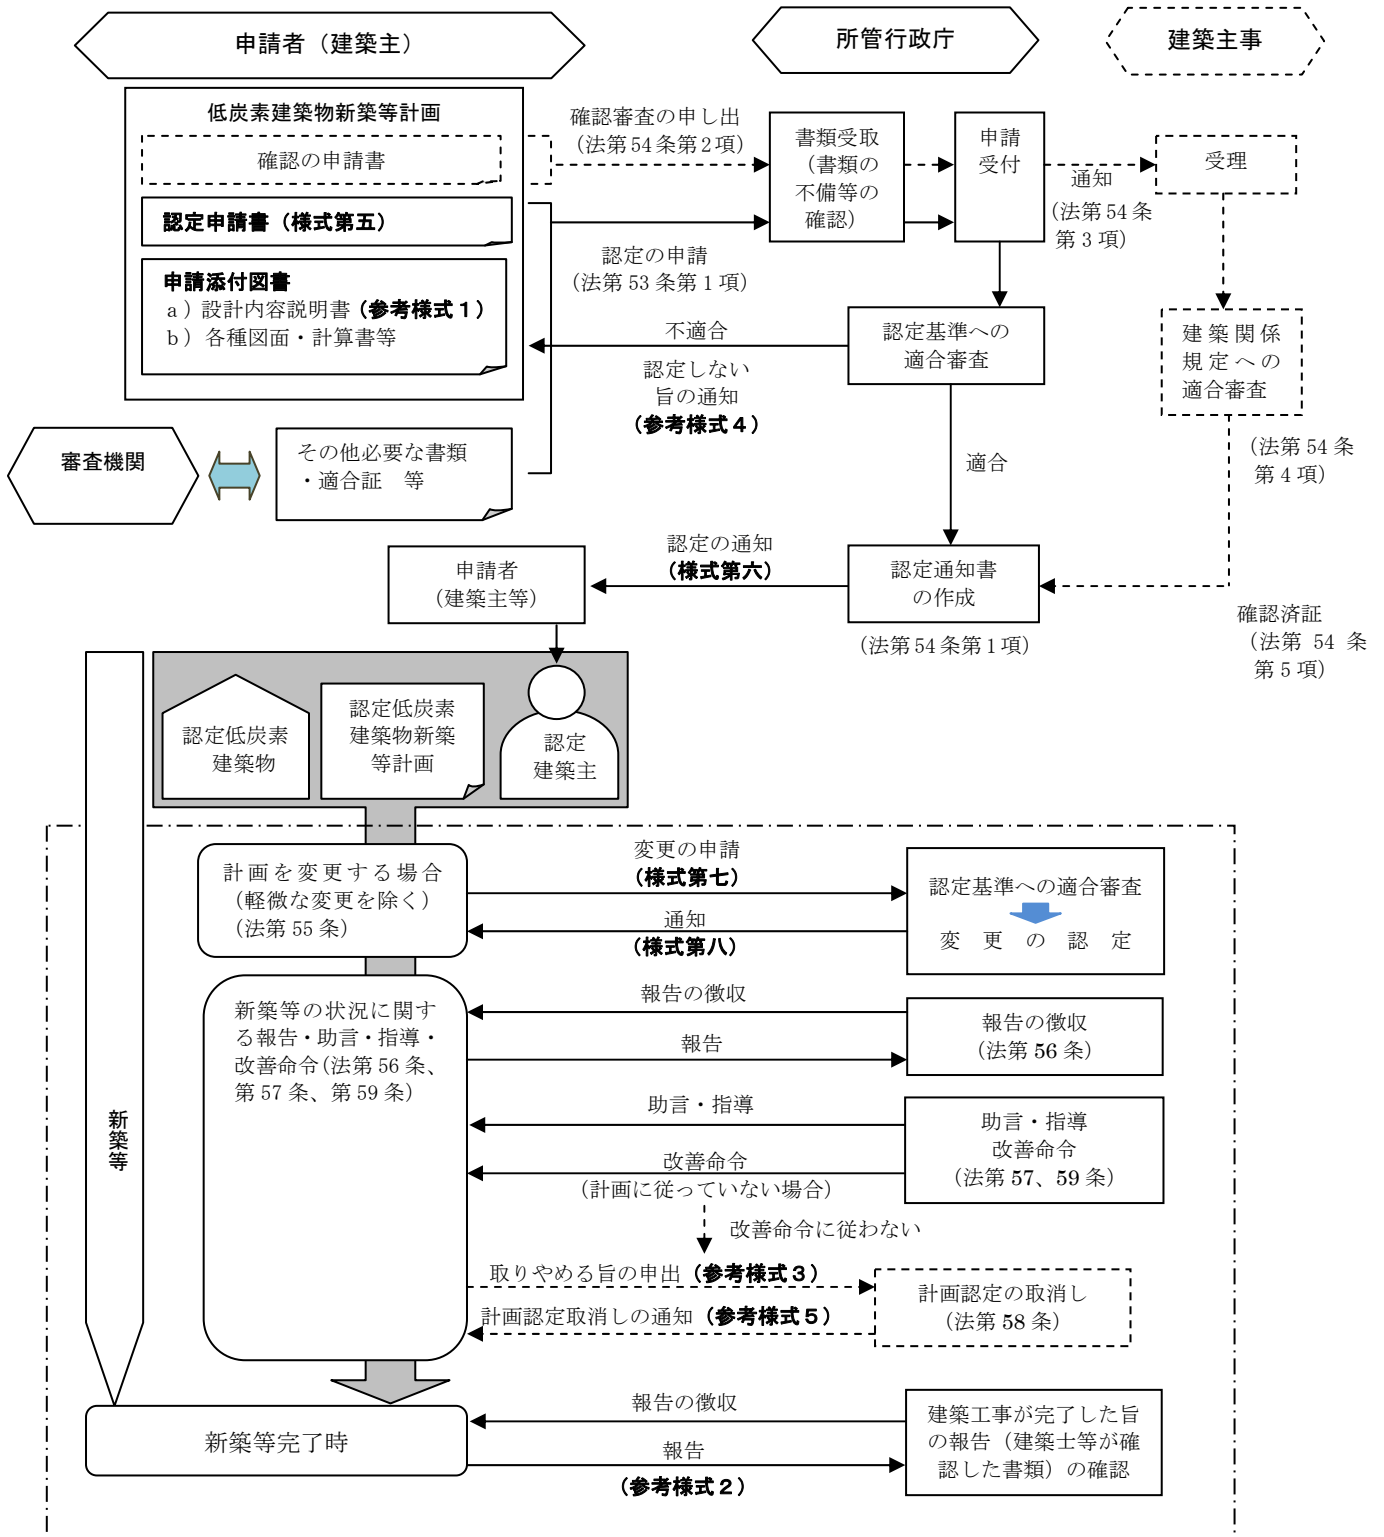 申請者（建築主）
所管行政庁
建築主事
低炭素建築物新築等計画
確認の申請書
認定申請書（様式第五）
申請添付図書
a）設計内容説明書（参考様式１）
b）各種図面・計算書等
確認審査の申し出
（法第54条第2項）
認定の申請
（法第53条第1項）
書類受取
（書類の
不備等の
確認）
申請
受付
通知
（法第54条
第3項）
受理
不適合
認定しない
旨の通知
（参考様式４）
認定基準への
適合審査
建築関係
規定への
適合審査
審査機関
その他必要な書類
・適合証　等
適合
（法第54条
第4項）
申請者
（建築主等）
認定の通知
（様式第六）
認定通知書
の作成
（法第54条第1項）
確認済証
（法第54条
第5項）
認定低炭素
建築物
認定低炭素
建築物新築
等計画
認定
建築主
新築等
計画を変更する場合
（軽微な変更を除く）
（法第55条）
変更の申請
（様式第七）
通知
（様式第八）
認定基準への適合審査
変更の認定
新築等の状況に関す
る報告・助言・指導・
改善命令（法第56条、
第57条、第59条）
報告の徴収
報告
報告の徴収
（法第56条）
助言・指導
改善命令
（計画に従っていない場合）
助言・指導
改善命令
（法第57、59条）
改善命令に従わない
取りやめる旨の申出（参考様式３）
計画認定取消しの通知（参考様式５）
計画認定の取消し
（法第58条）
新築等完了時
報告の徴収
報告
（参考様式２）
建築工事が完了した旨
の報告（建築士等が確
認した書類）の確認